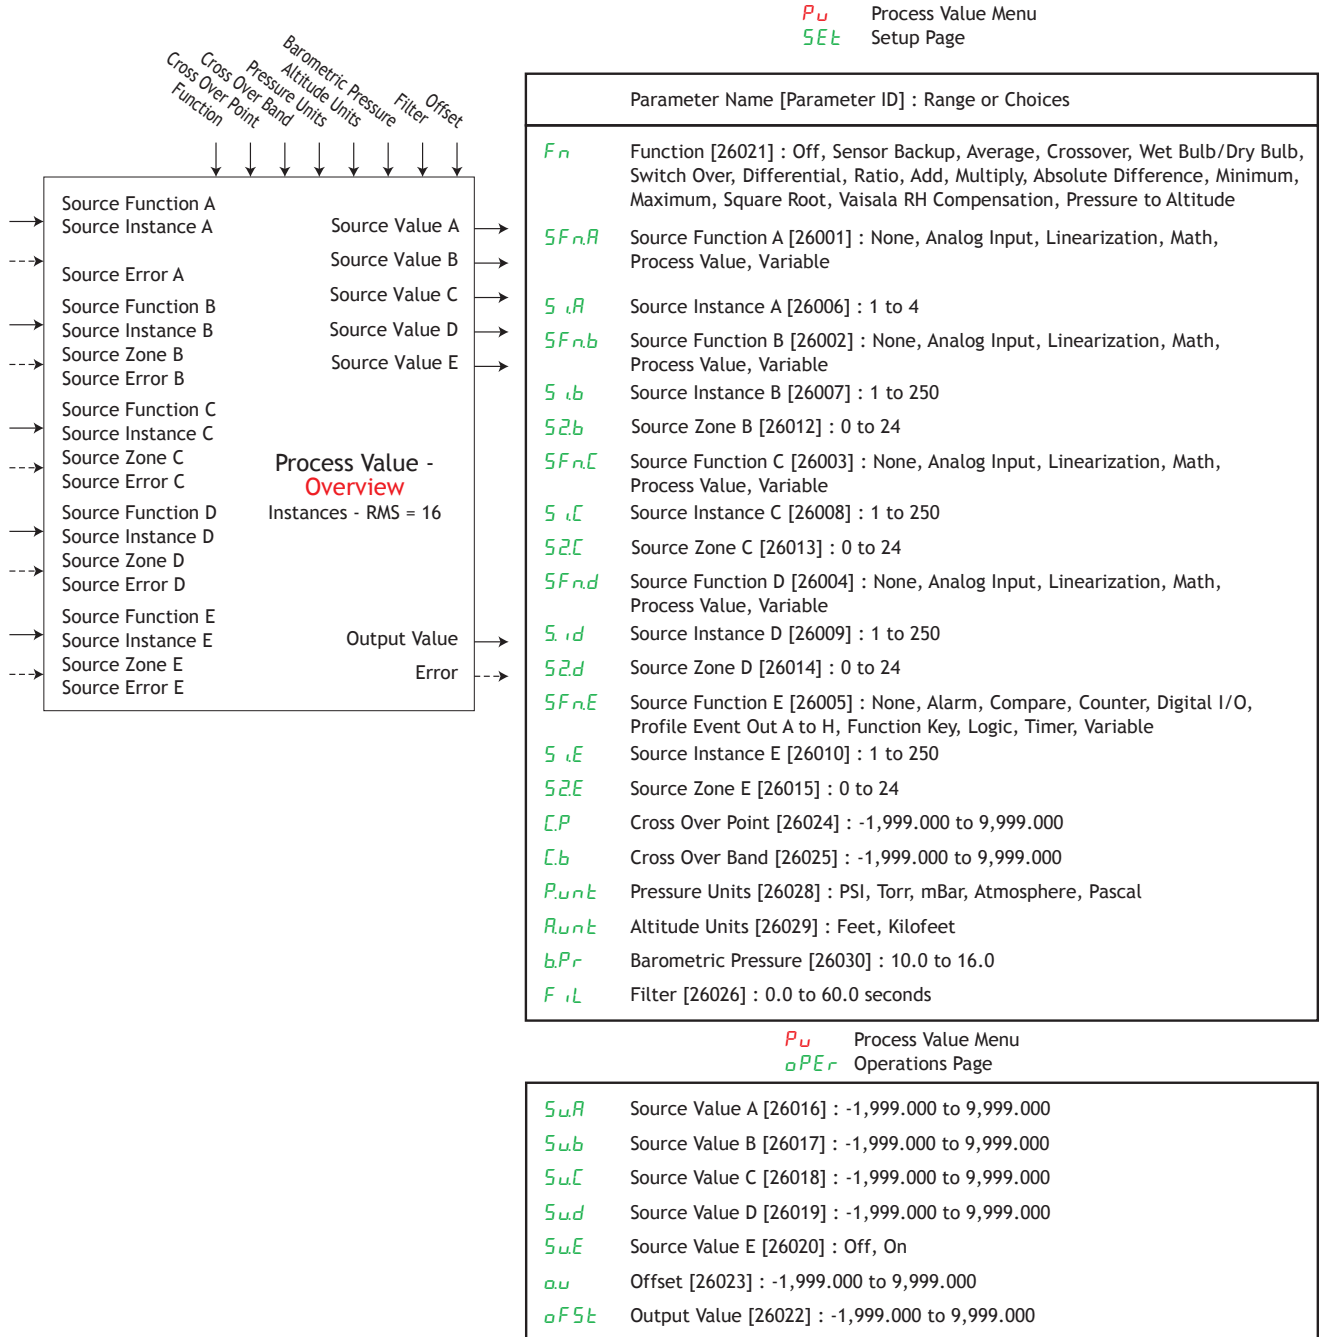 Pv Process Value Menu
SEt Setup Page
Function
Cross Over Point
Cross Over Band
Pressure Units
Altitude Units
Barometric Pressure
Filter
Offset
Source Function A
Source Instance A
Source Error A
Source Function B
Source Instance B
Source Zone B
Source Error B
Source Function C
Source Instance C
Source Zone C
Source Error C
Source Function D
Source Instance D
Source Zone D
Source Error D
Source Function E
Source Instance E
Source Zone E
Source Error E
Source Value A
Source Value B
Source Value C
Source Value D
Source Value E
Process Value -
Overview
Instances - RMS = 16
Output Value
Error
Parameter Name [Parameter ID] : Range or Choices
Fn Function [26021] : Off, Sensor Backup, Average, Crossover, Wet Bulb/Dry Bulb,
Switch Over, Differential, Ratio, Add, Multiply, Absolute Difference, Minimum,
Maximum, Square Root, Vaisala RH Compensation, Pressure to Altitude
SFn.A Source Function A [26001] : None, Analog Input, Linearization, Math,
Process Value, Variable
Si.A Source Instance A [26006] : 1 to 4
SFn.b Source Function B [26002] : None, Analog Input, Linearization, Math,
Process Value, Variable
Si.b Source Instance B [26007] : 1 to 250
SZ.b Source Zone B [26012] : 0 to 24
SFn.C Source Function C [26003] : None, Analog Input, Linearization, Math,
Process Value, Variable
Si.C Source Instance C [26008] : 1 to 250
SZ.C Source Zone C [26013] : 0 to 24
SFn.d Source Function D [26004] : None, Analog Input, Linearization, Math,
Process Value, Variable
S.id Source Instance D [26009] : 1 to 250
SZ.d Source Zone D [26014] : 0 to 24
SFn.E Source Function E [26005] : None, Alarm, Compare, Counter, Digital I/O,
Profile Event Out A to H, Function Key, Logic, Timer, Variable
Si.E Source Instance E [26010] : 1 to 250
SZ.E Source Zone E [26015] : 0 to 24
C.P Cross Over Point [26024] : -1,999.000 to 9,999.000
C.b Cross Over Band [26025] : -1,999.000 to 9,999.000
P.unt Pressure Units [26028] : PSI, Torr, mBar, Atmosphere, Pascal
A.unt Altitude Units [26029] : Feet, Kilofeet
b.Pr Barometric Pressure [26030] : 10.0 to 16.0
FiL Filter [26026] : 0.0 to 60.0 seconds
Pv Process Value Menu
oPEr Operations Page
Sv.A Source Value A [26016] : -1,999.000 to 9,999.000
Sv.b Source Value B [26017] : -1,999.000 to 9,999.000
Sv.C Source Value C [26018] : -1,999.000 to 9,999.000
Sv.d Source Value D [26019] : -1,999.000 to 9,999.000
Sv.E Source Value E [26020] : Off, On
o.v Offset [26023] : -1,999.000 to 9,999.000
oFSt Output Value [26022] : -1,999.000 to 9,999.000